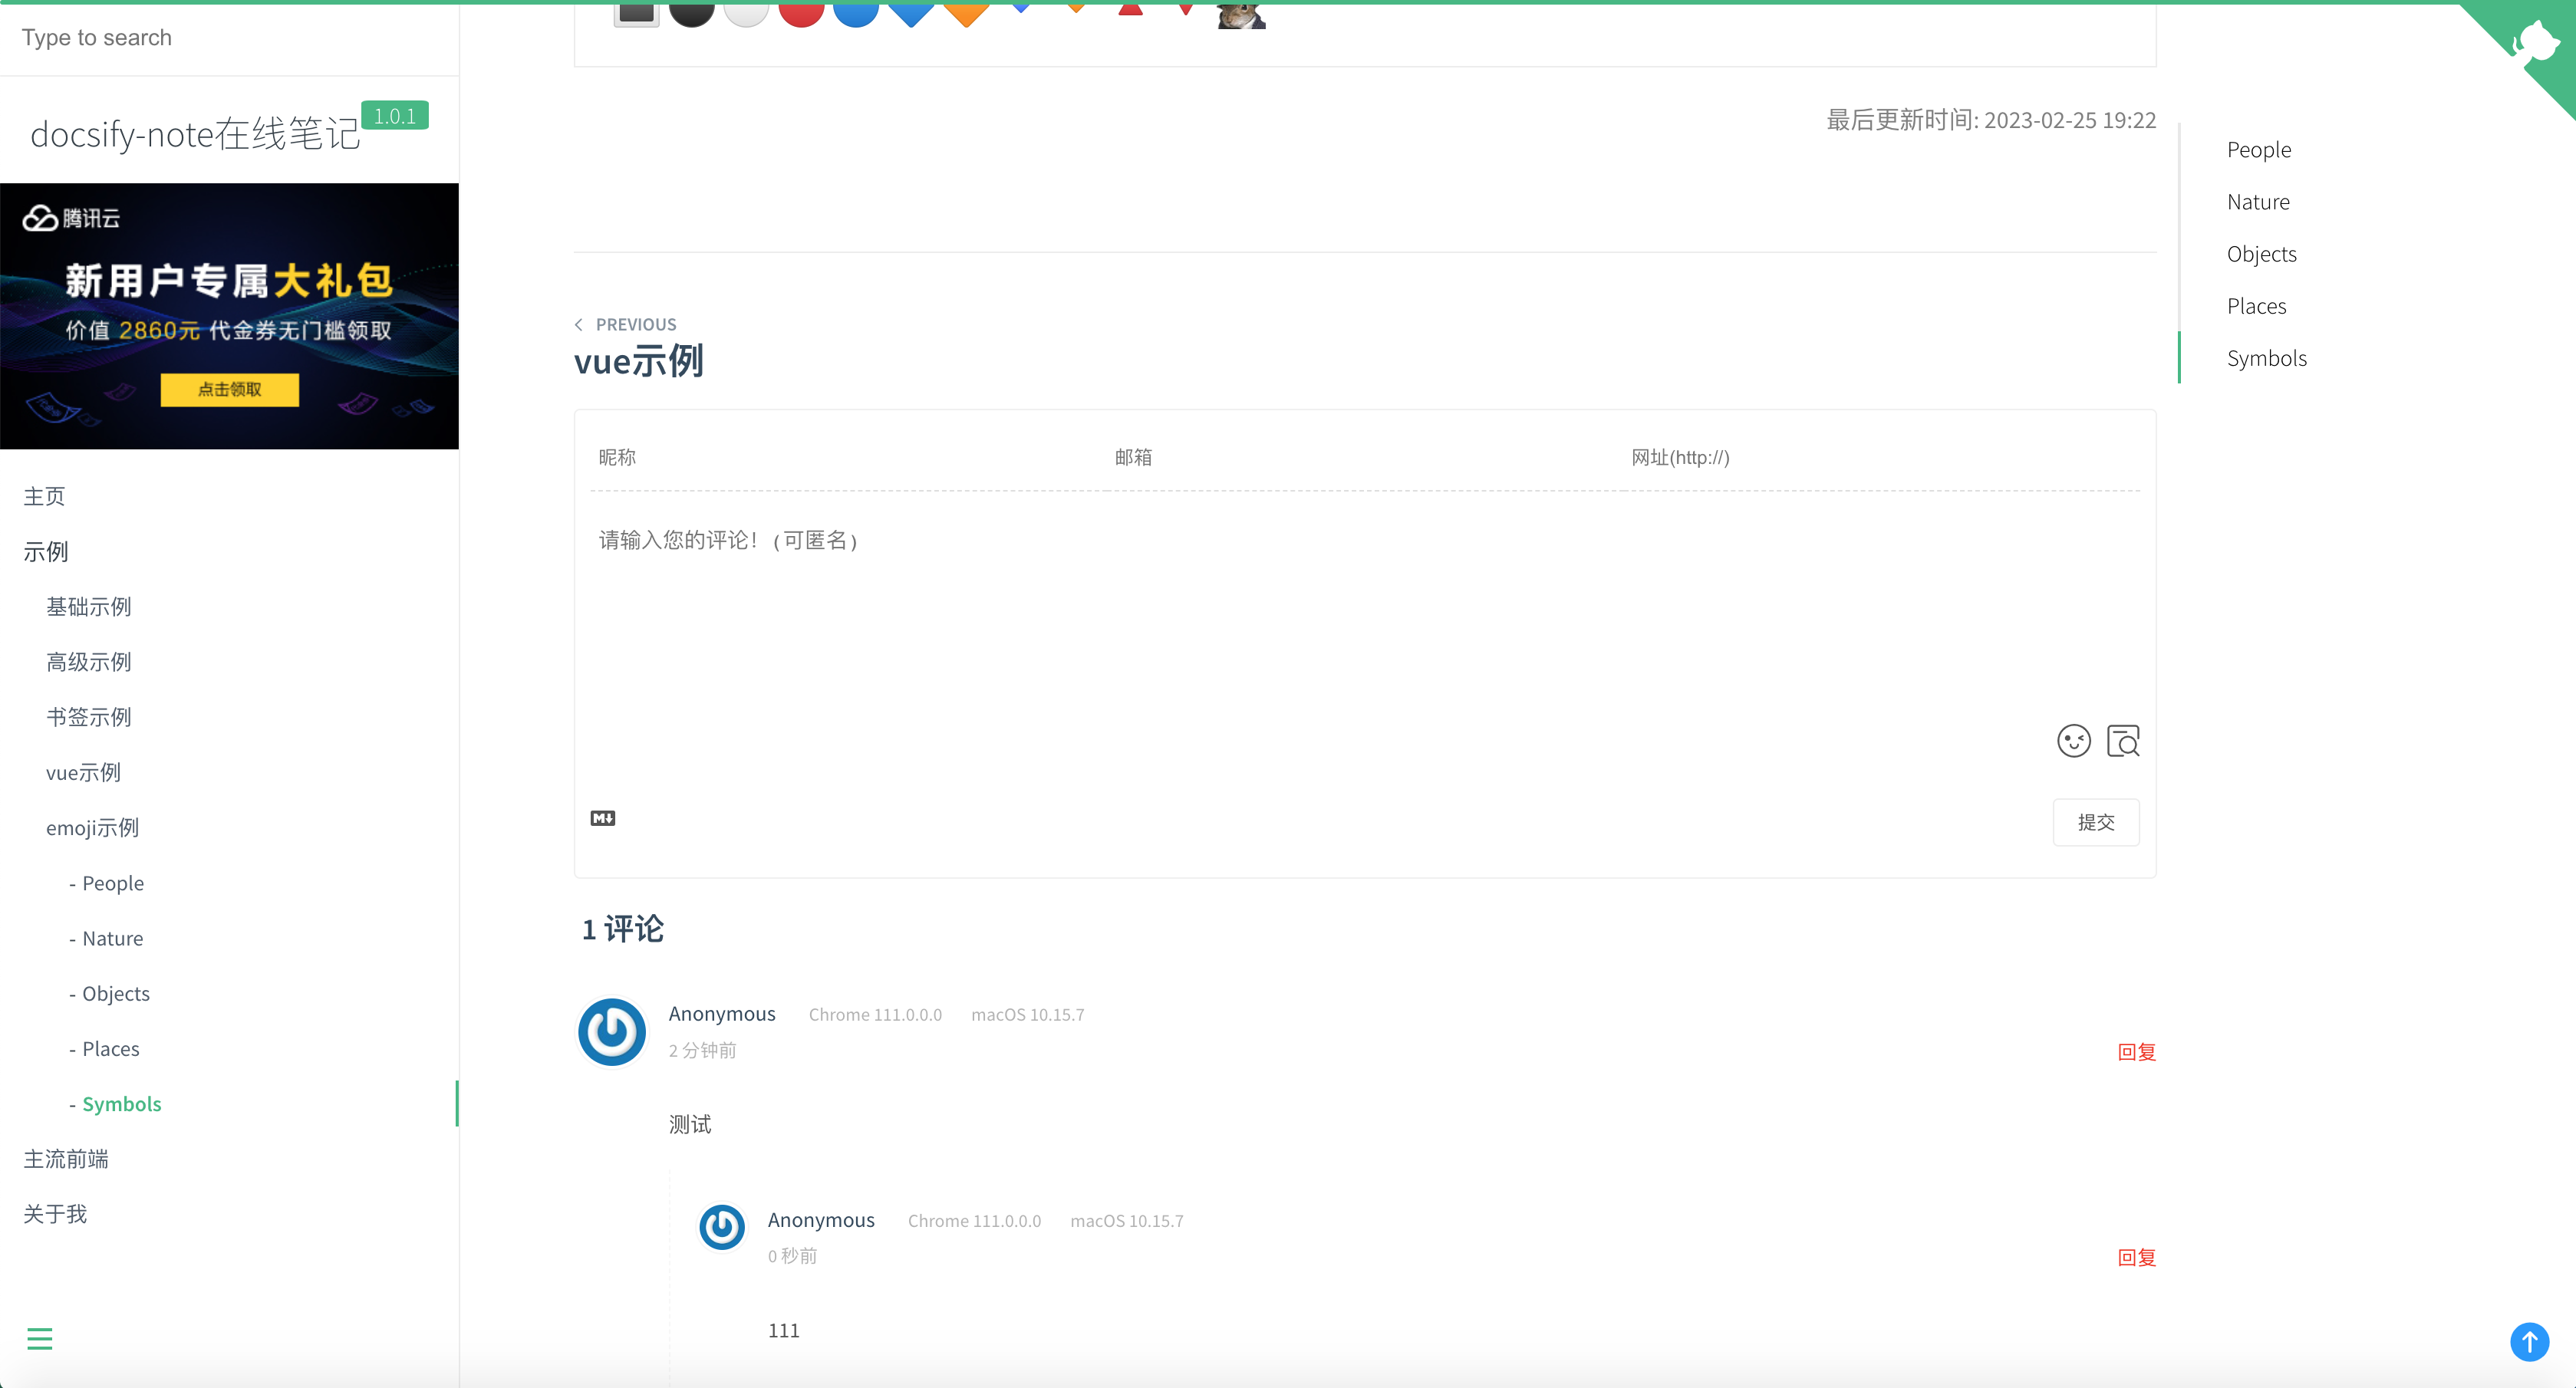 Type to search
docsify-note在线笔记 1.0.1
腾讯云
新用户专属大礼包
价值 2860元 代金券无门槛领取
点击领取
主页
示例
基础示例
高级示例
书签示例
vue示例
emoji示例
- People
- Nature
- Objects
- Places
- Symbols
主流前端
关于我
最后更新时间: 2023-02-25 19:22
PREVIOUS
vue示例
昵称 邮箱 网址(http://)
请输入您的评论！(可匿名)
M
提交
1 评论
Anonymous Chrome 111.0.0.0 macOS 10.15.7
2 分钟前 回复
测试
Anonymous Chrome 111.0.0.0 macOS 10.15.7
0 秒前 回复
111
People
Nature
Objects
Places
Symbols